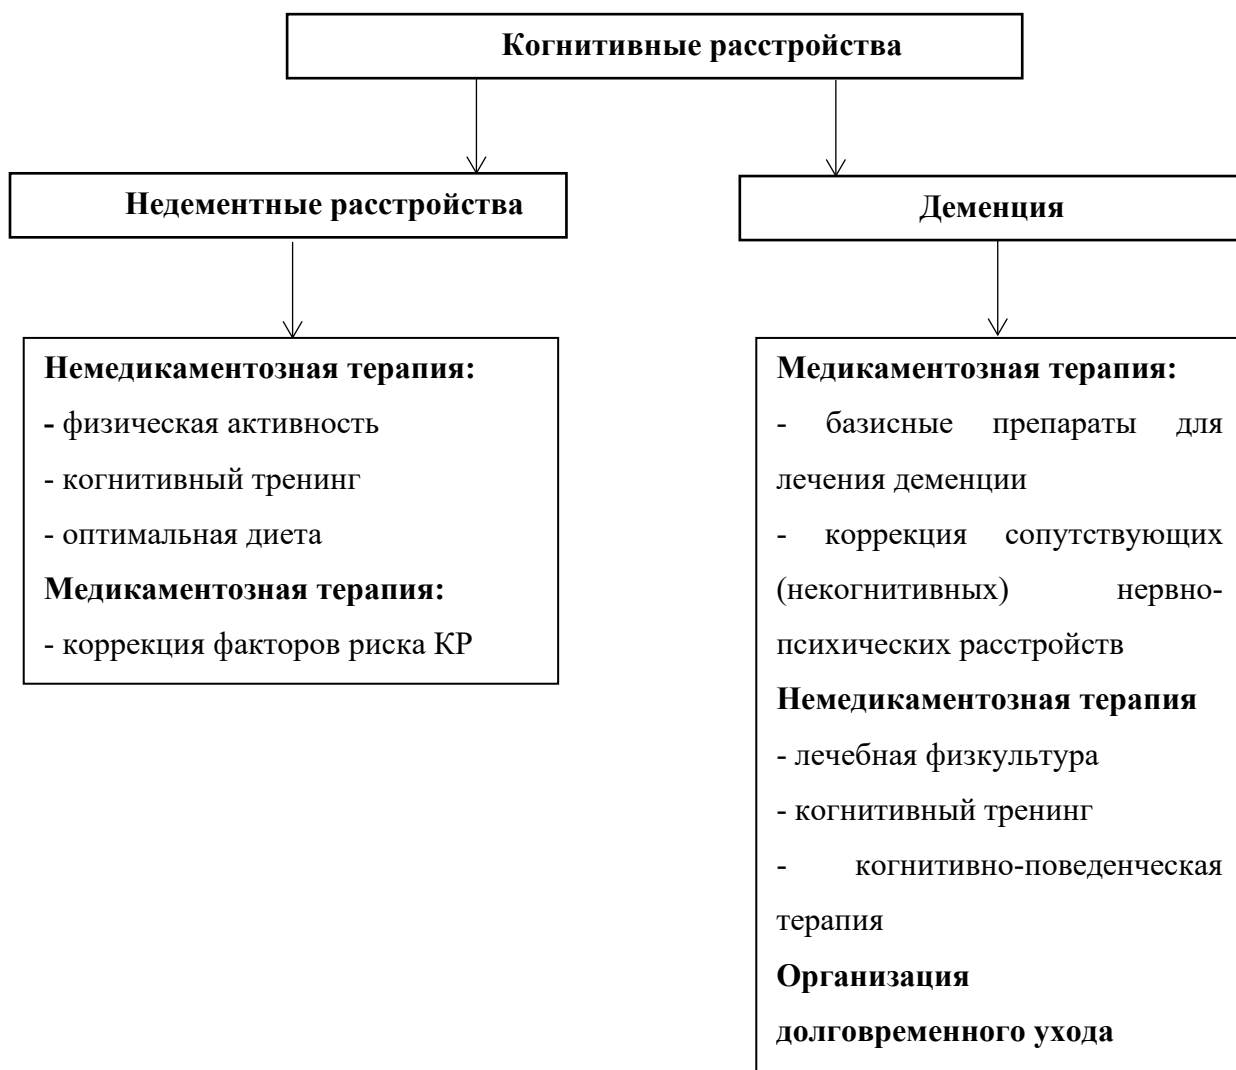 Когнитивные расстройства
Недементные расстройства
Деменция
Немедикаментозная терапия:
- физическая активность
- когнитивный тренинг
- оптимальная диета
Медикаментозная терапия:
- коррекция факторов риска КР
Медикаментозная терапия:
- базисные препараты для
лечения деменции
- коррекция сопутствующих
(некогнитивных) нервно-
психических расстройств
Немедикаментозная терапия
- лечебная физкультура
- когнитивный тренинг
- когнитивно-поведенческая
терапия
Организация
долговременного ухода